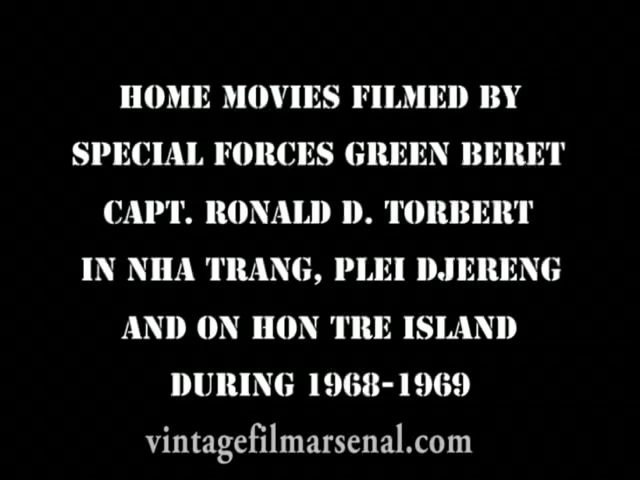 HOME MOVIES FILMED BY
SPECIAL FORCES GREEN BERET
CAPT. RONALD D. TORBERT
IN NHA TRANG, PLEI DJERENG
AND ON HON TRE ISLAND
DURING 1968-1969
vintagefilmarsenal.com